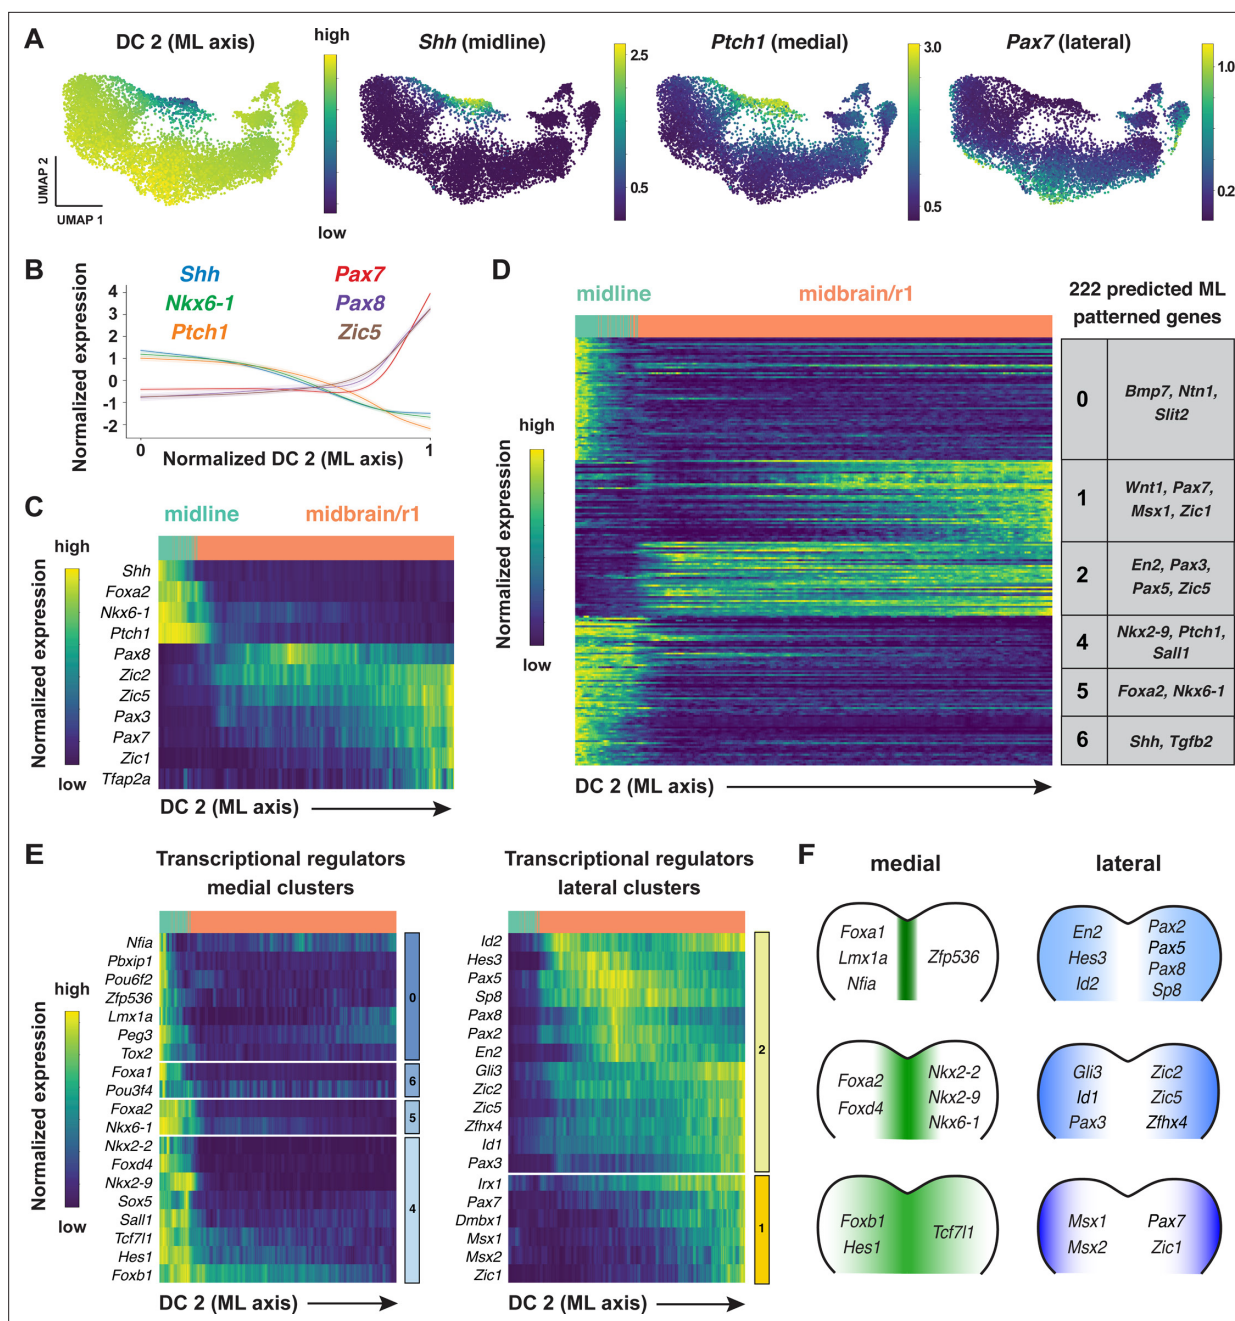 A
DC 2 (ML axis)
high
low
UMAP 2
UMAP 1
Shh (midline)
2.5
0.5
Ptch1 (medial)
3.0
0.5
Pax7 (lateral)
1.0
0.2
B
Normalized expression
4
3
2
1
0
-1
-2
Shh
Nkx6-1
Ptch1
Pax7
Pax8
Zic5
0
1
Normalized DC 2 (ML axis)
C
midline
midbrain/r1
high
Normalized expression
low
Shh
Foxa2
Nkx6-1
Ptch1
Pax8
Zic2
Zic5
Pax3
Pax7
Zic1
Tfap2a
DC 2 (ML axis)
D
midline
midbrain/r1
high
Normalized expression
low
DC 2 (ML axis)
222 predicted ML
patterned genes
0
Bmp7, Ntn1,
Slit2
1
Wnt1, Pax7,
Msx1, Zic1
2
En2, Pax3,
Pax5, Zic5
4
Nkx2-9, Ptch1,
Sall1
5
Foxa2, Nkx6-1
6
Shh, Tgfb2
E
Transcriptional regulators
medial clusters
high
Normalized expression
low
Nfia
Pbxip1
Pou6f2
Zfp536
Lmx1a
Peg3
Tox2
Foxa1
Pou3f4
Foxa2
Nkx6-1
Nkx2-2
Foxd4
Nkx2-9
Sox5
Sall1
Tcf7l1
Hes1
Foxb1
0
6
5
4
DC 2 (ML axis)
Transcriptional regulators
lateral clusters
Id2
Hes3
Pax5
Sp8
Pax8
Pax2
En2
Gli3
Zic2
Zic5
Zfhx4
Id1
Pax3
Irx1
Pax7
Dmbx1
Msx1
Msx2
Zic1
2
1
DC 2 (ML axis)
F
medial
lateral
Foxa1
Lmx1a
Nfia
Zfp536
En2
Hes3
Id2
Pax2
Pax5
Pax8
Sp8
Foxa2
Foxd4
Nkx2-2
Nkx2-9
Nkx6-1
Gli3
Id1
Pax3
Zic2
Zic5
Zfhx4
Foxb1
Hes1
Tcf7l1
Msx1
Msx2
Pax7
Zic1